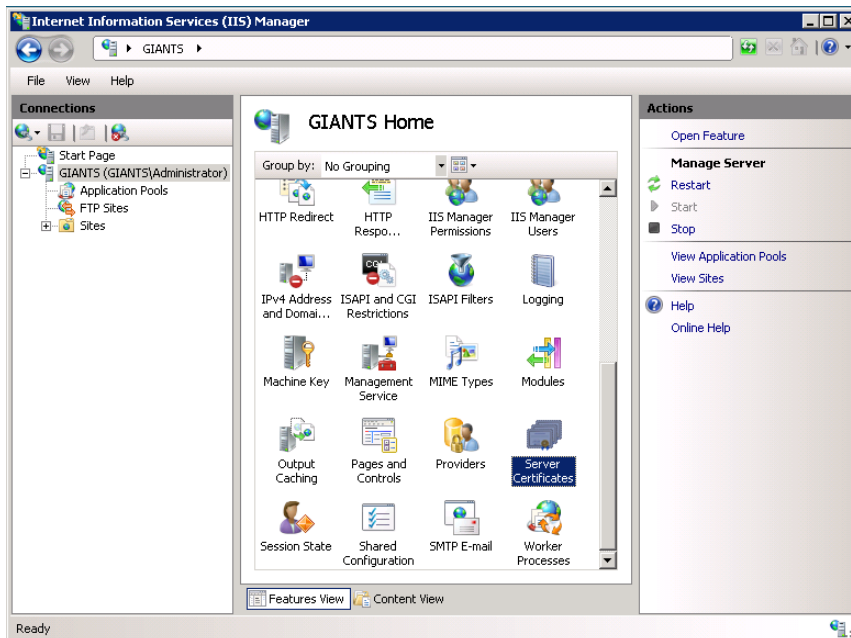 Internet Information Services (IIS) Manager
GIANTS
File View Help
Connections
Start Page
GIANTS (GIANTS\Administrator)
Application Pools
FTP Sites
Sites
GIANTS Home
Group by: No Grouping
HTTP Redirect
HTTP
Respo...
IIS Manager
Permissions
IIS Manager
Users
IPv4 Address
and Domai...
ISAPI and CGI
Restrictions
ISAPI Filters
Logging
Machine Key
Management
Service
MIME Types
Modules
Output
Caching
Pages and
Controls
Providers
Server
Certificates
Session State
Shared
Configuration
SMTP E-mail
Worker
Processes
Features View
Content View
Actions
Open Feature
Manage Server
Restart
Start
Stop
View Application Pools
View Sites
Help
Online Help
Ready